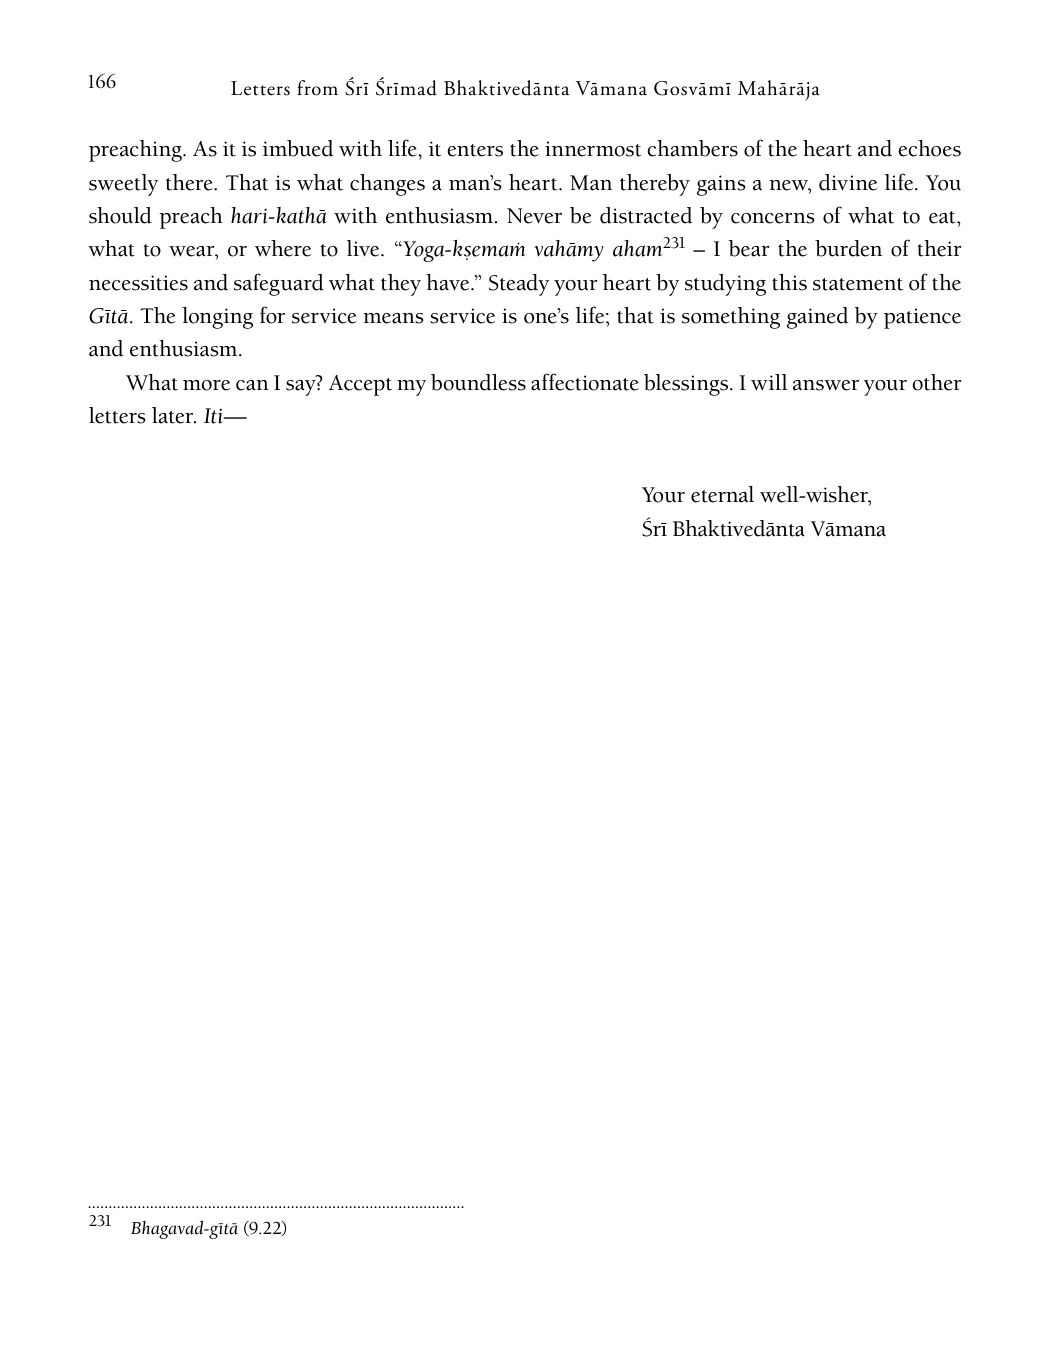 166
Letters from Śrī Śrīmad Bhaktivedānta Vāmana Gosvāmī Mahārāja
preaching. As it is imbued with life, it enters the innermost chambers of the heart and echoes
sweetly there. That is what changes a man’s heart. Man thereby gains a new, divine life. You
should preach hari-kathā with enthusiasm. Never be distracted by concerns of what to eat,
what to wear, or where to live. “Yoga-kṣemaṁ vahāmy aham231 – I bear the burden of their
necessities and safeguard what they have.” Steady your heart by studying this statement of the
Gītā. The longing for service means service is one’s life; that is something gained by patience
and enthusiasm.
What more can I say? Accept my boundless affectionate blessings. I will answer your other
letters later. Iti—
Your eternal well-wisher,
Śrī Bhaktivedānta Vāmana
231 Bhagavad-gītā (9.22)